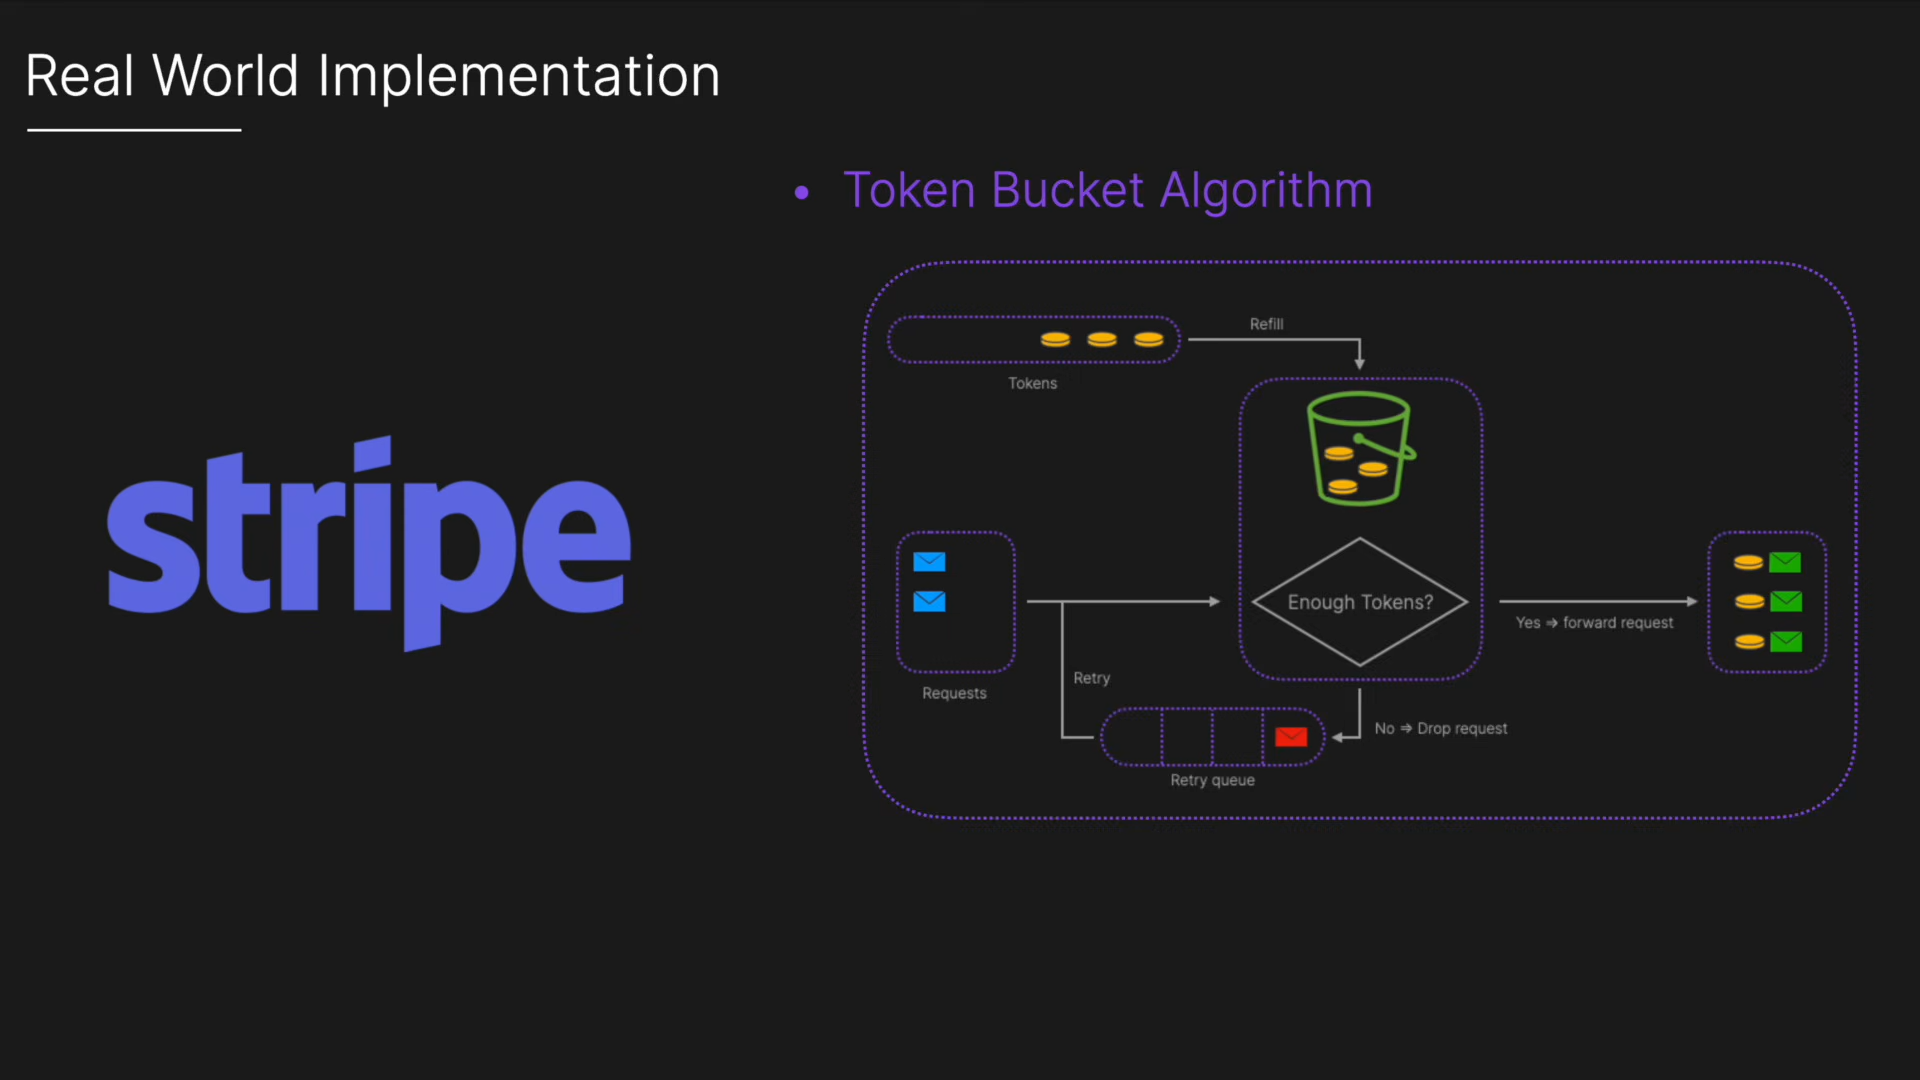 Real World Implementation
• Token Bucket Algorithm
stripe
Refill
Tokens
Enough Tokens?
Yes ⇒ forward request
Requests
Retry
No ⇒ Drop request
Retry queue